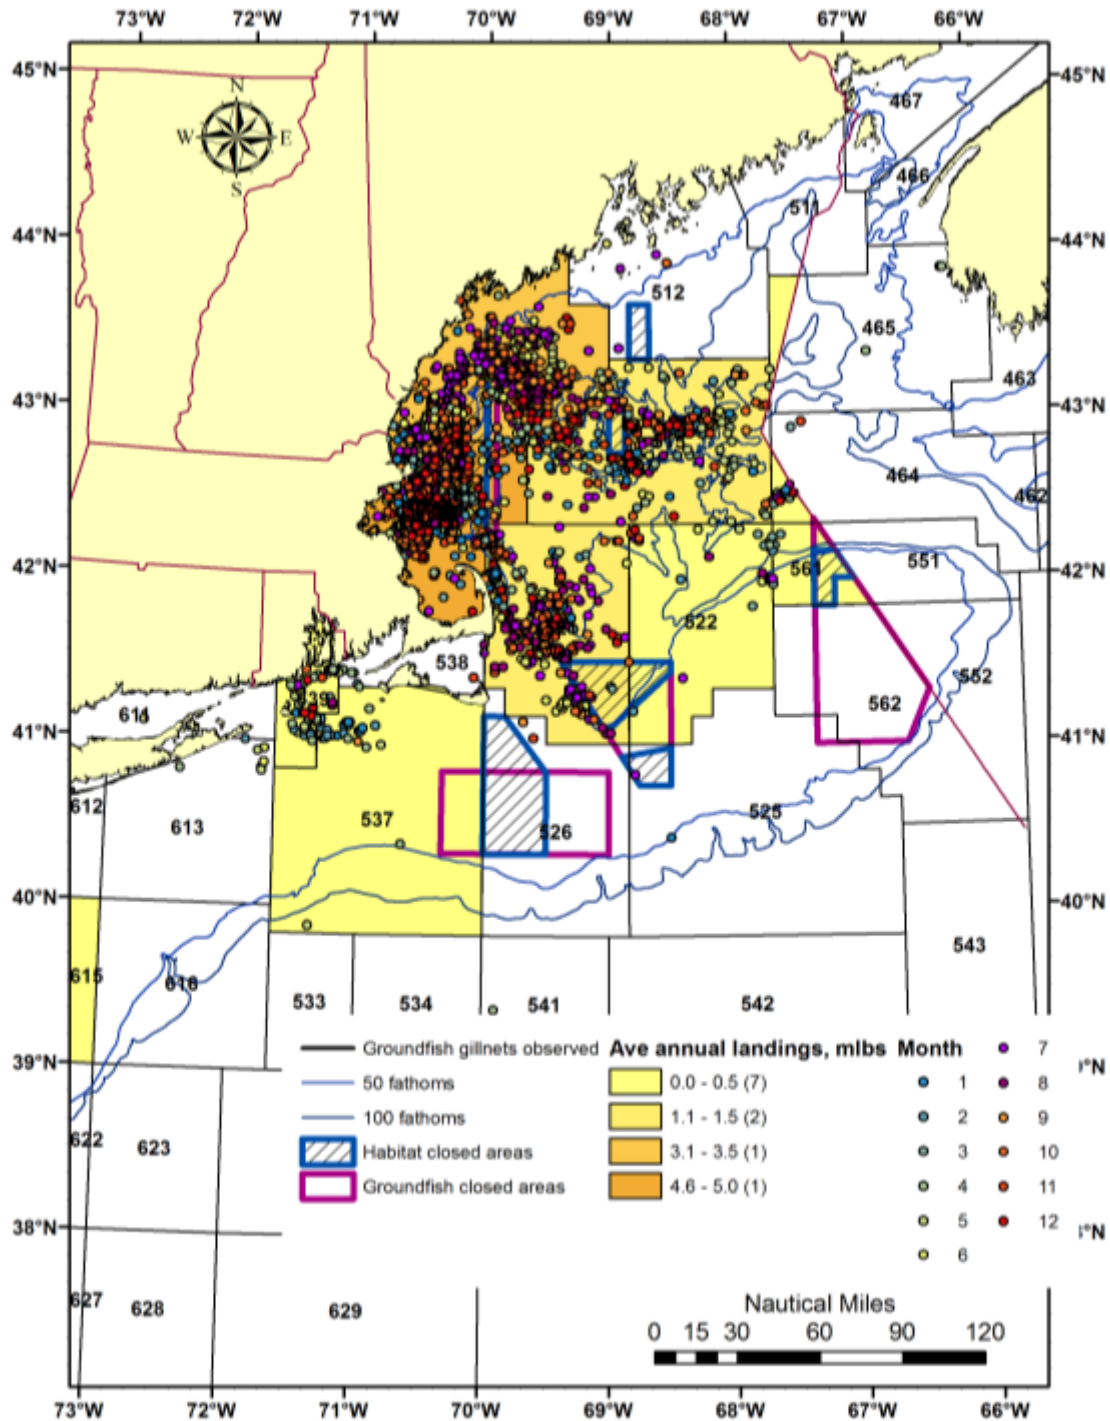 73°W 72°W 71°W 70°W 69°W 68°W 67°W 66°W
45°N 45°N
N
W E
S
467
466
511
44°N 44°N
512
465
463
43°N 43°N
464
462
42°N 42°N
561
551
522
538
552
562
611
41°N 41°N
525
612
613
537
526
40°N 40°N
543
615
616
533 534 541 542
39°N
Groundfish gillnets observed
50 fathoms
100 fathoms
Habitat closed areas
Groundfish closed areas
Ave annual landings, mlbs
0.0 - 0.5 (7)
1.1 - 1.5 (2)
3.1 - 3.5 (1)
4.6 - 5.0 (1)
Month
1
2
3
4
5
6
7
8
9
10
11
12
°N
622
623
38°N
°N
627
628
629
Nautical Miles
0 15 30 60 90 120
73°W 72°W 71°W 70°W 69°W 68°W 67°W 66°W